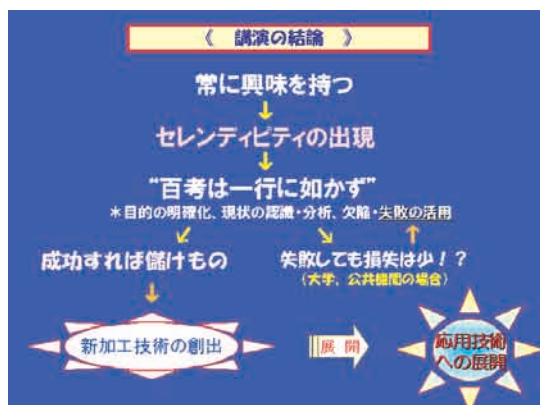 《 講演の結論 》
常に興味を持つ
↓
セレンディピティの出現
↓
“百考は一行に如かず”
＊目的の明確化、現状の認識・分析、欠陥・失敗の活用
成功すれば儲けもの
失敗しても損失は少！？
（大学、公共機関の場合）
新加工技術の創出
展開
応用技術
への展開